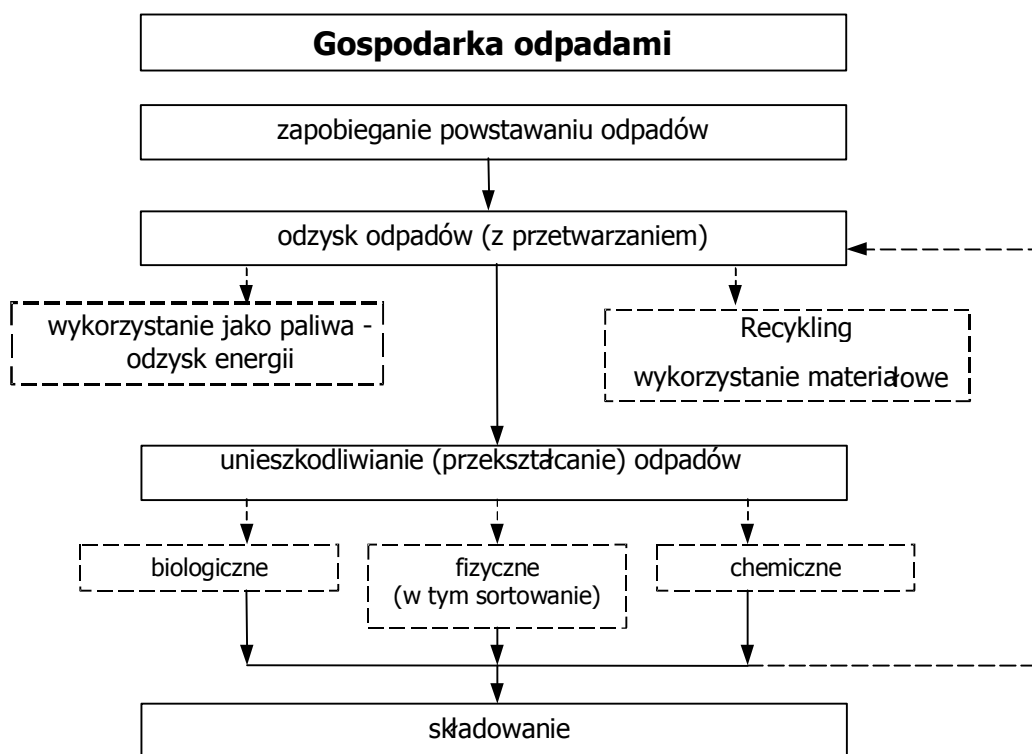 Gospodarka odpadami
zapobieganie powstawaniu odpadów
odzysk odpadów (z przetwarzaniem)
wykorzystanie jako paliwa -
odzysk energii
Recykling
wykorzystanie materiałowe
unieszkodliwianie (przekształcanie) odpadów
biologiczne
fizyczne
(w tym sortowanie)
chemiczne
składowanie